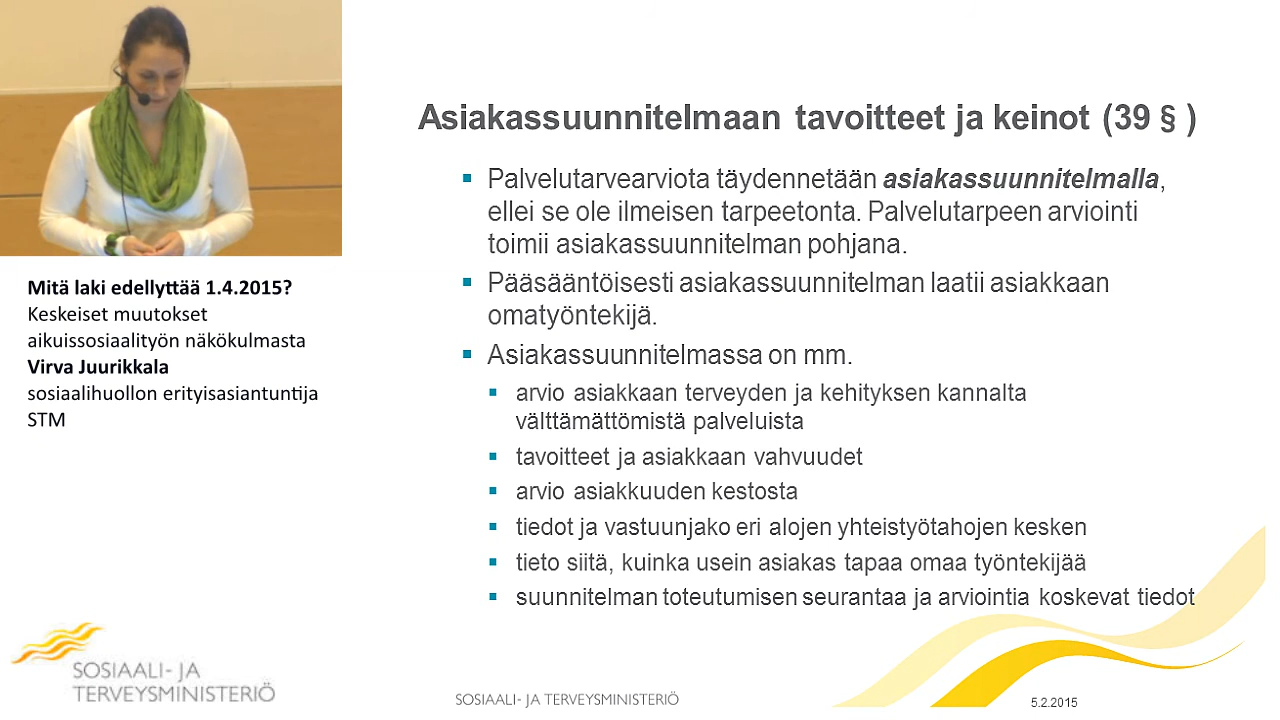 Asiakassuunnitelmaan tavoitteet ja keinot (39 § )
Palvelutarvearviota täydennetään asiakassuunnitelmalla,
ellei se ole ilmeisen tarpeetonta. Palvelutarpeen arviointi
toimii asiakassuunnitelman pohjana.
Pääsääntöisesti asiakassuunnitelman laatii asiakkaan
omatyöntekijä.
Asiakassuunnitelmassa on mm.
arvio asiakkaan terveyden ja kehityksen kannalta
välttämättömistä palveluista
tavoitteet ja asiakkaan vahvuudet
arvio asiakkuuden kestosta
tiedot ja vastuunjako eri alojen yhteistyötahojen kesken
tieto siitä, kuinka usein asiakas tapaa omaa työntekijää
suunnitelman toteutumisen seurantaa ja arviointia koskevat tiedot
Mitä laki edellyttää 1.4.2015?
Keskeiset muutokset
aikuissosiaalityön näkökulmasta
Virva Juurikkala
sosiaalihuollon erityisasiantuntija
STM
SOSIAALI- JA
TERVEYSMINISTERIÖ
SOSIAALI- JA TERVEYSMINISTERIÖ
5.2.2015